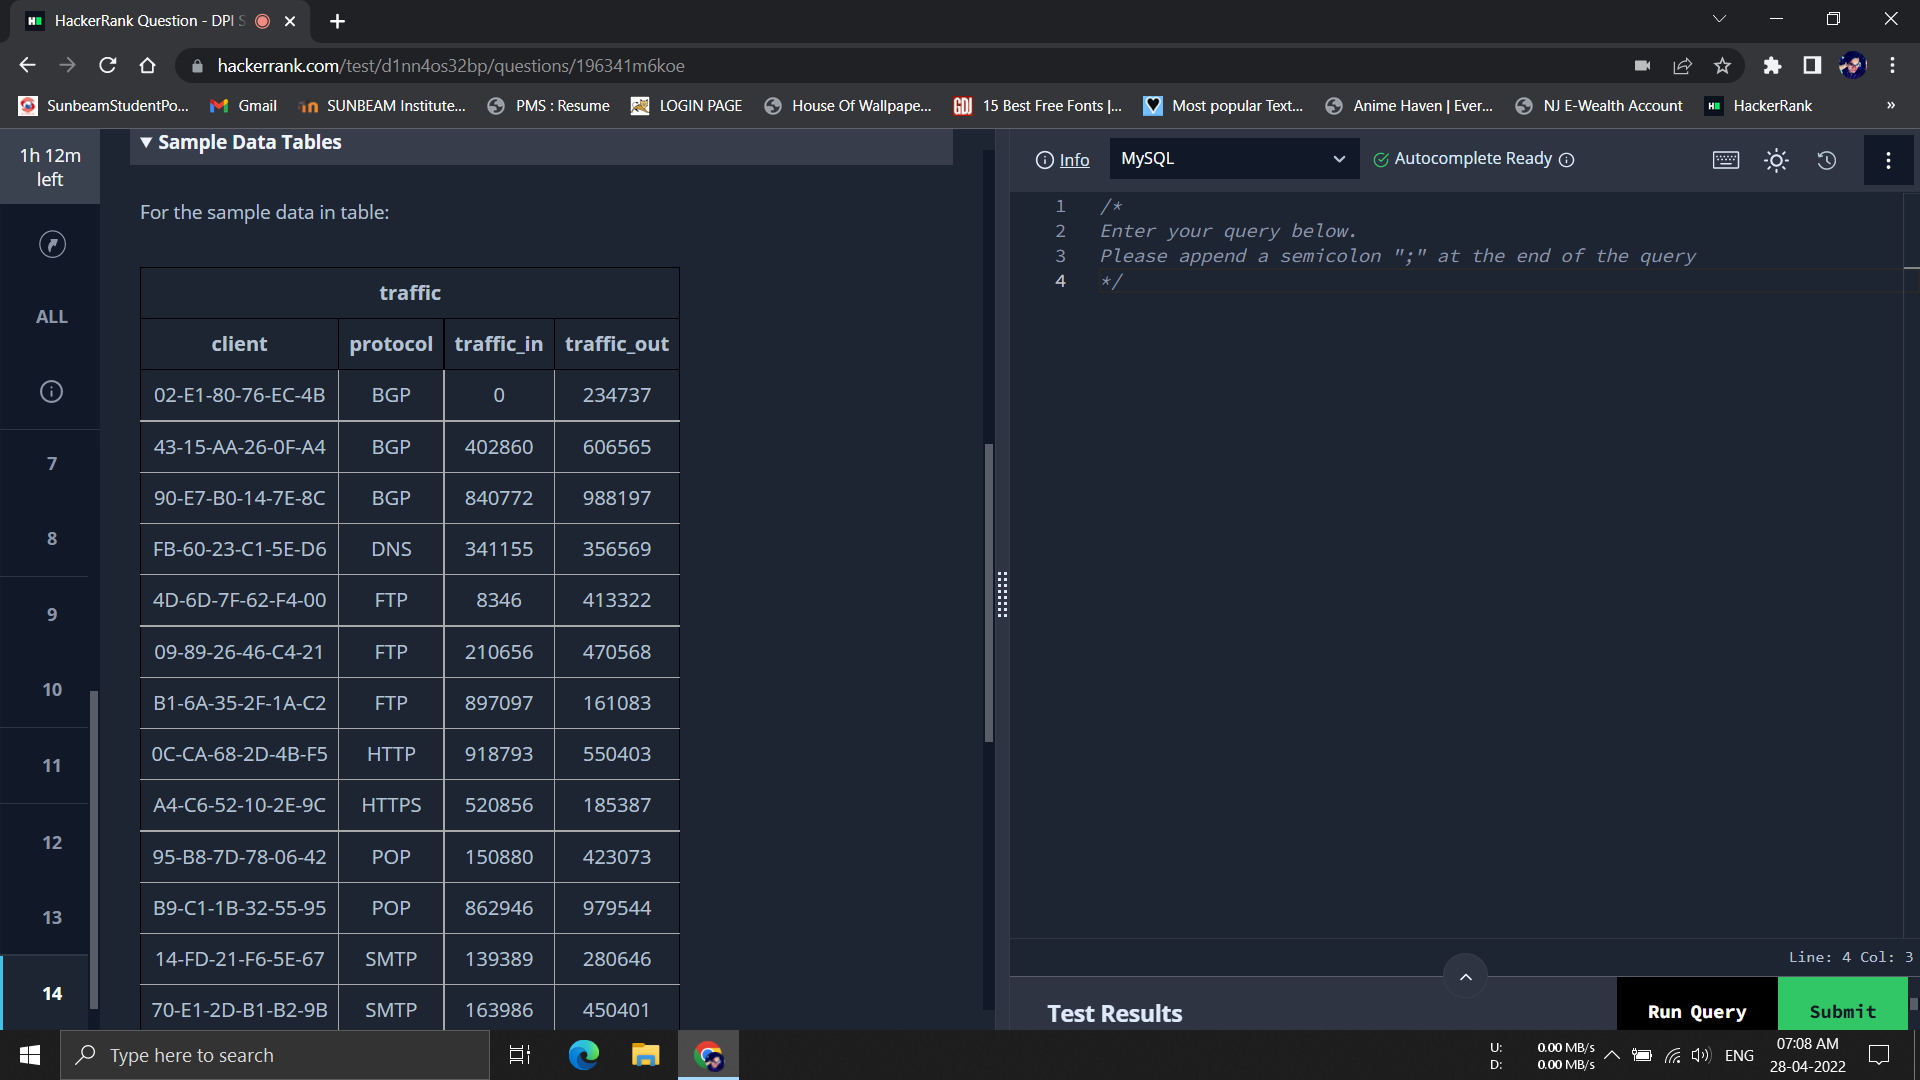 HackerRank Question - DPI S
hackerrank.com/test/d1nn4os32bp/questions/196341m6koe
SunbeamStudentPo... Gmail SUNBEAM Institute... PMS : Resume LOGIN PAGE House Of Wallpape... GD! 15 Best Free Fonts |... Most popular Text... Anime Haven | Ever... NJ E-Wealth Account HackerRank »
1h 12m
left
ALL
7
8
9
10
11
12
13
14
▼ Sample Data Tables
For the sample data in table:
traffic
client protocol traffic_in traffic_out
02-E1-80-76-EC-4B BGP 0 234737
43-15-AA-26-0F-A4 BGP 402860 606565
90-E7-B0-14-7E-8C BGP 840772 988197
FB-60-23-C1-5E-D6 DNS 341155 356569
4D-6D-7F-62-F4-00 FTP 8346 413322
09-89-26-46-C4-21 FTP 210656 470568
B1-6A-35-2F-1A-C2 FTP 897097 161083
0C-CA-68-2D-4B-F5 HTTP 918793 550403
A4-C6-52-10-2E-9C HTTPS 520856 185387
95-B8-7D-78-06-42 POP 150880 423073
B9-C1-1B-32-55-95 POP 862946 979544
14-FD-21-F6-5E-67 SMTP 139389 280646
70-E1-2D-B1-B2-9B SMTP 163986 450401
Info MySQL Autocomplete Ready
1 /*
2 Enter your query below.
3 Please append a semicolon ";" at the end of the query
4 */
Line: 4 Col: 3
Test Results Run Query Submit
Type here to search
U: 0.00 MB/s
D: 0.00 MB/s
ENG
07:08 AM
28-04-2022